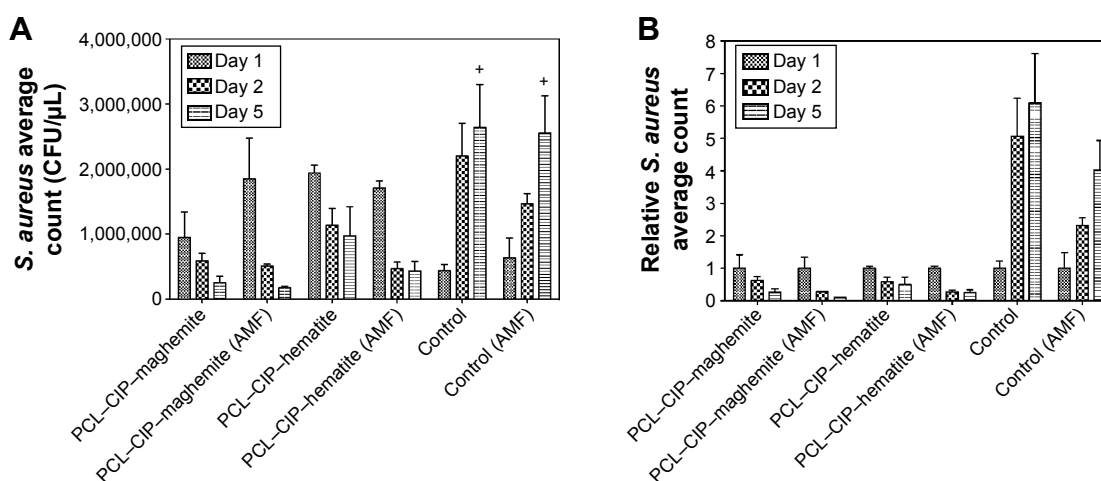 A
S. aureus average
count (CFU/µL)
4,000,000
3,000,000
2,000,000
1,000,000
0
Day 1
Day 2
Day 5
+
+
PCL–CIP–maghemite
PCL–CIP–maghemite (AMF)
PCL–CIP–hematite
PCL–CIP–hematite (AMF)
Control
Control (AMF)
B
Relative S. aureus
average count
8
7
6
5
4
3
2
1
0
Day 1
Day 2
Day 5
PCL–CIP–maghemite
PCL–CIP–maghemite (AMF)
PCL–CIP–hematite
PCL–CIP–hematite (AMF)
Control
Control (AMF)